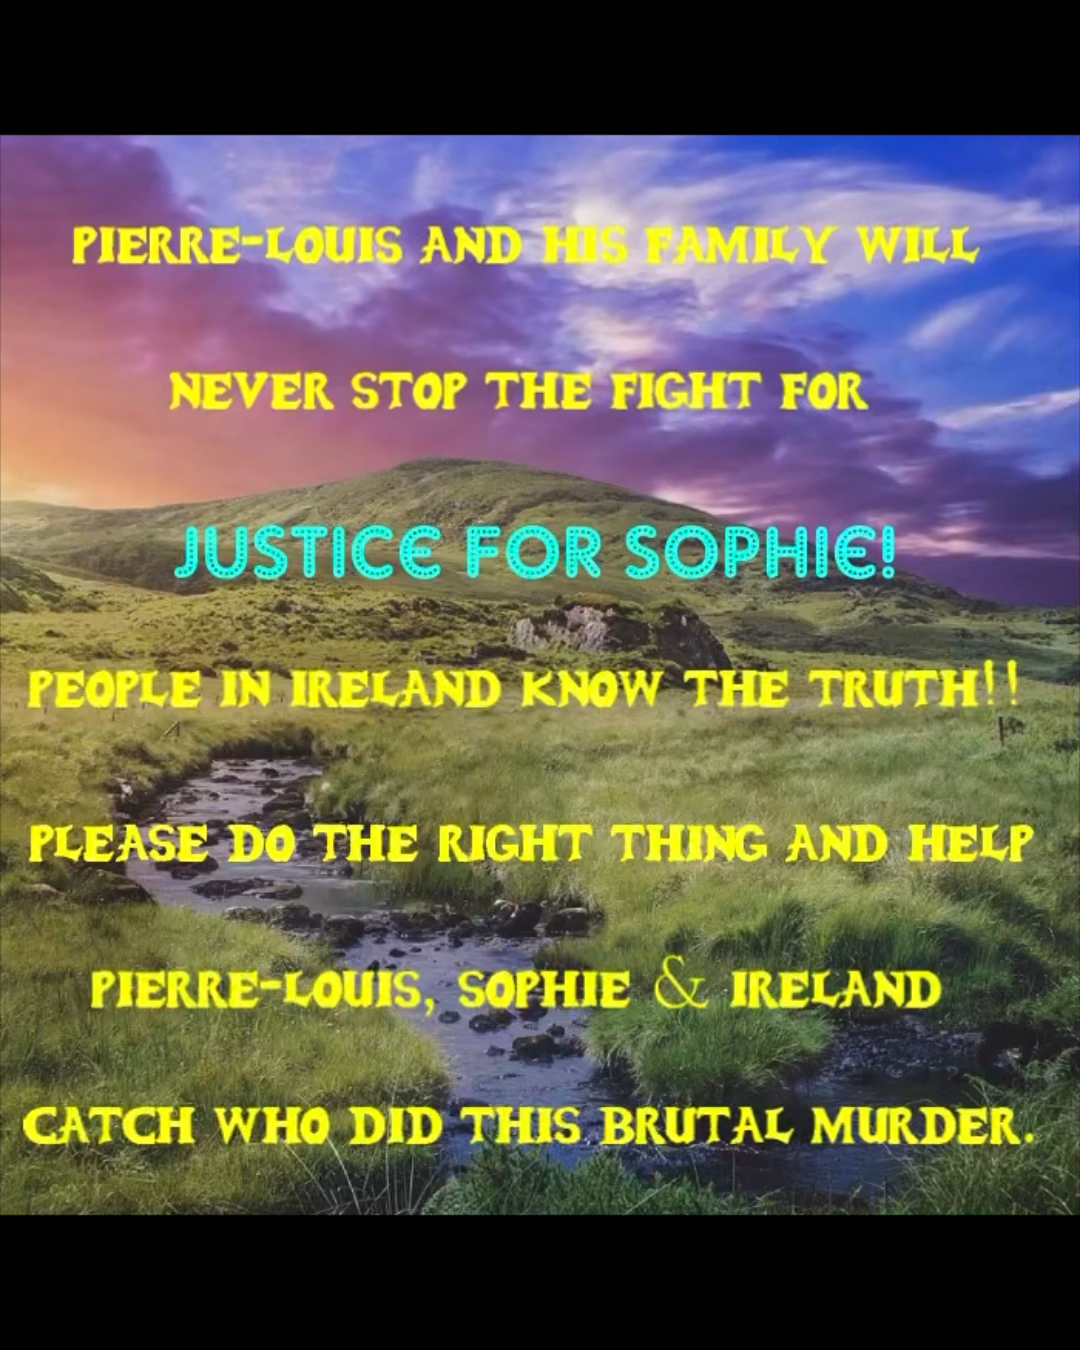 PIERRE-LOUIS AND HIS FAMILY WILL
NEVER STOP THE FIGHT FOR
JUSTICE FOR SOPHIE!
PEOPLE IN IRELAND KNOW THE TRUTH!!
PLEASE DO THE RIGHT THING AND HELP
PIERRE-LOUIS, SOPHIE & IRELAND
CATCH WHO DID THIS BRUTAL MURDER.